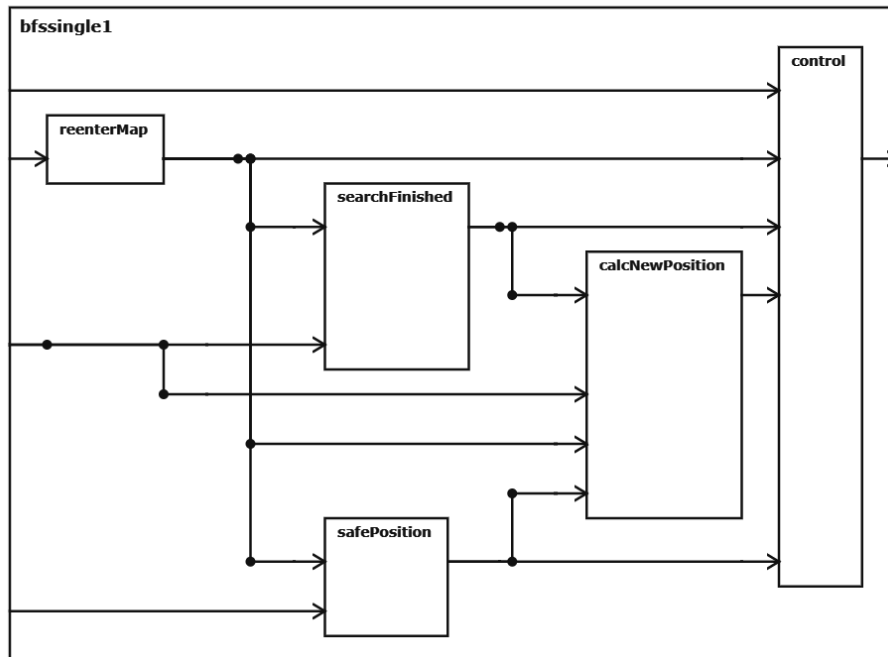 bfssingle1
control
reenterMap
searchFinished
calcNewPosition
safePosition